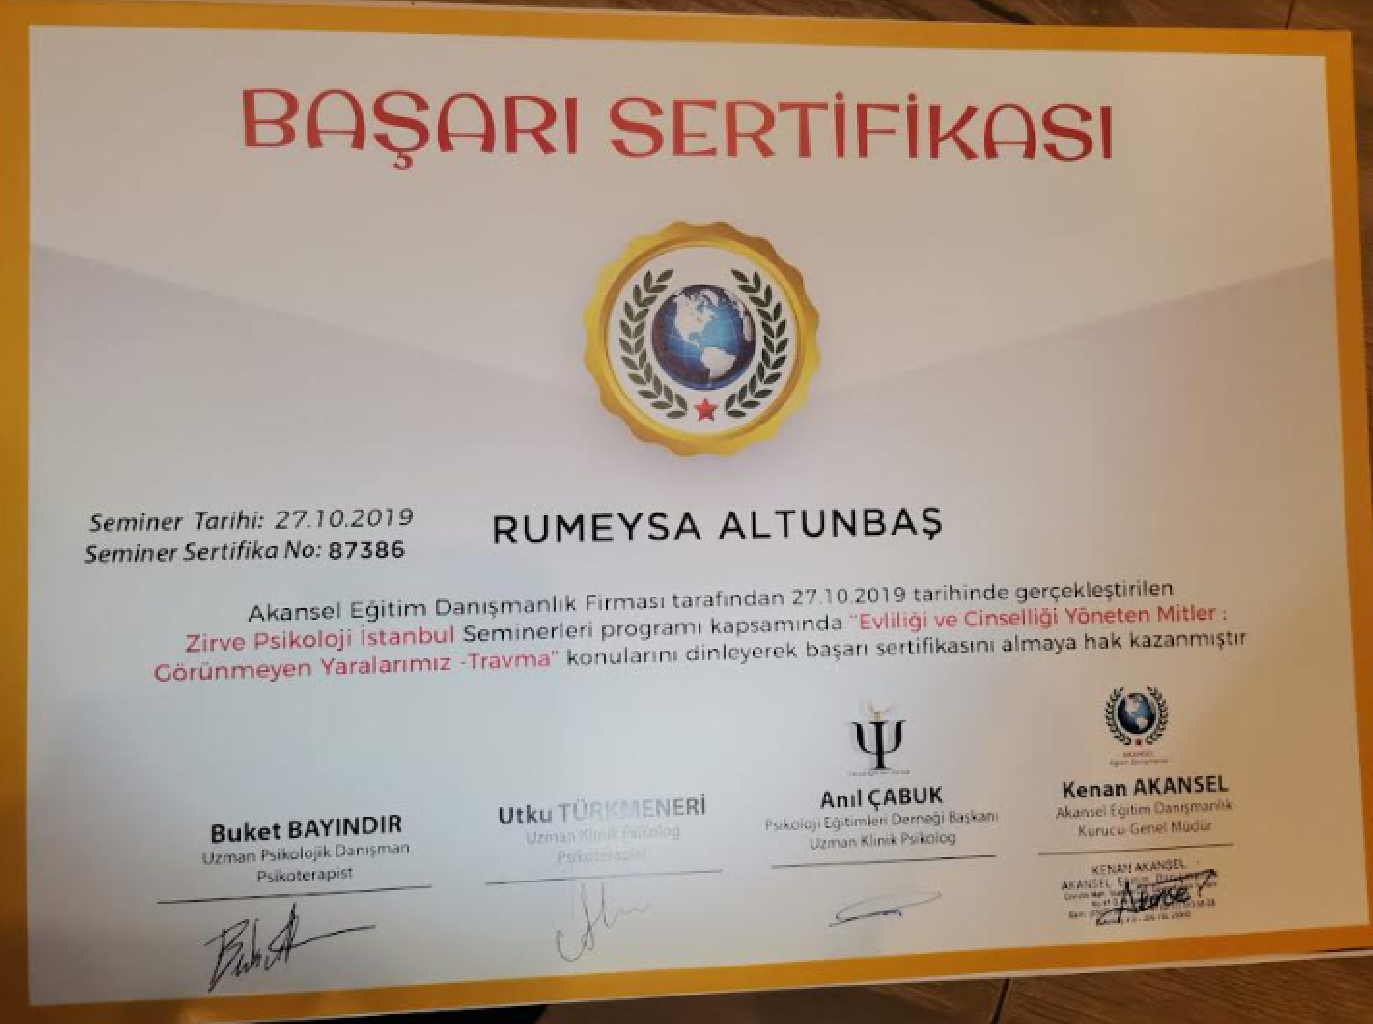 BAŞARI SERTİFİKASI
Seminer Tarihi: 27.10.2019
Seminer Sertifika No: 87386
RUMEYSA ALTUNBAŞ
Akansel Eğitim Danışmanlık Firması tarafından 27.10.2019 tarihinde gerçekleştirilen
Zirve Psikoloji İstanbul Seminerleri programı kapsamında "Evliliği ve Cinselliği Yöneten Mitler :
Görünmeyen Yaralarımız -Travma" konularını dinleyerek başarı sertifikasını almaya hak kazanmıştır
Buket BAYINDIR
Uzman Psikolojik Danışman
Psikoterapist
Utku TÜRKMENERİ
Uzman Klinik Psikolog
Psikoterapist
Anıl ÇABUK
Psikoloji Eğitimleri Derneği Başkanı
Uzman Klinik Psikolog
AKANSEL
Eğitim Danışmanlık
Kenan AKANSEL
Akansel Eğitim Danışmanlık
Kurucu-Genel Müdür
KENAN AKANSEL
AKANSEL